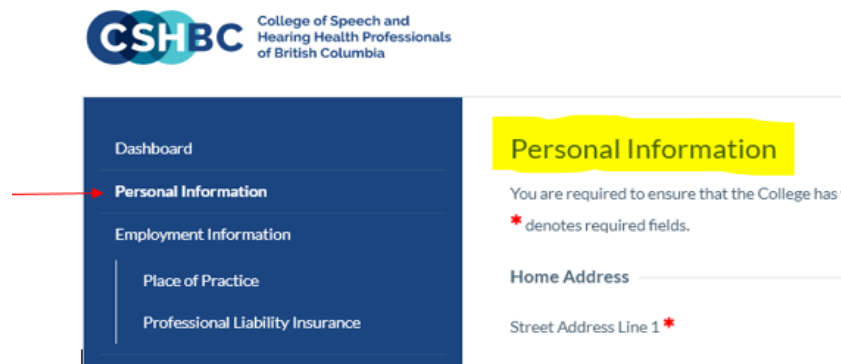 CSHBC
College of Speech and
Hearing Health Professionals
of British Columbia
Dashboard
Personal Information
Employment Information
Place of Practice
Professional Liability Insurance
Personal Information
You are required to ensure that the College has
* denotes required fields.
Home Address
Street Address Line 1 *